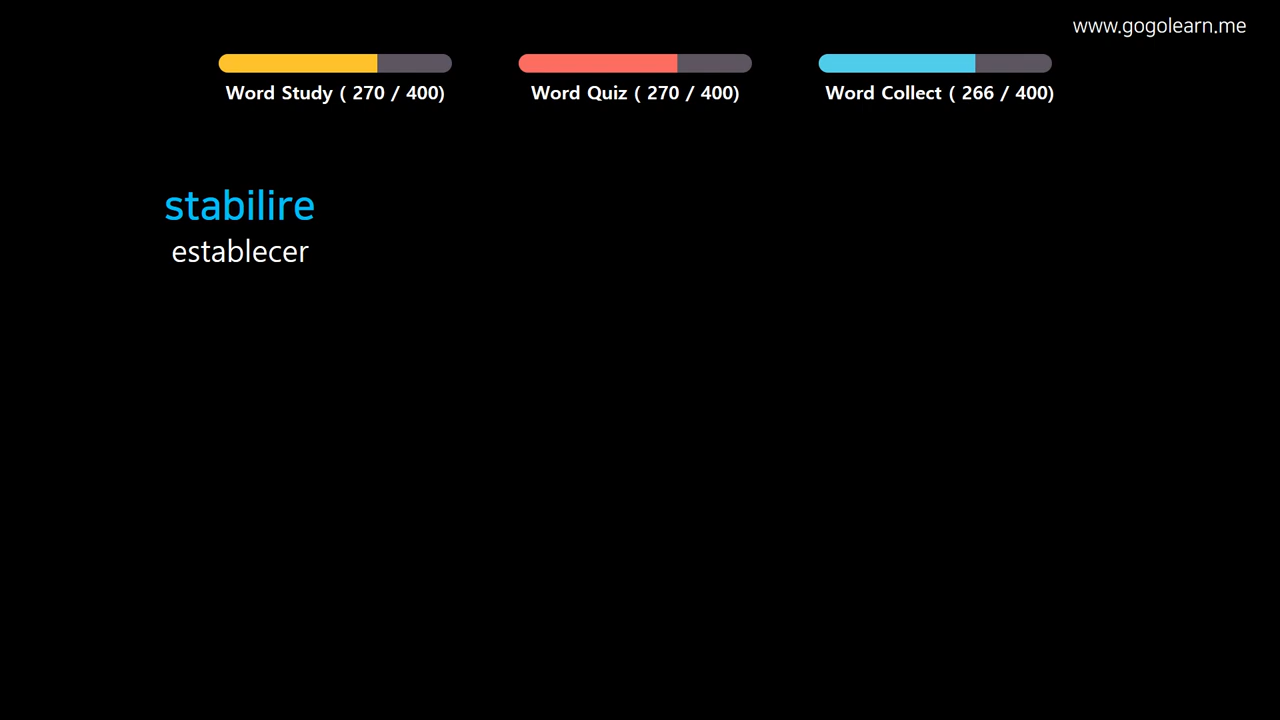 www.gogolearn.me
Word Study ( 270 / 400)
Word Quiz ( 270 / 400)
Word Collect ( 266 / 400)
stabilire
establecer